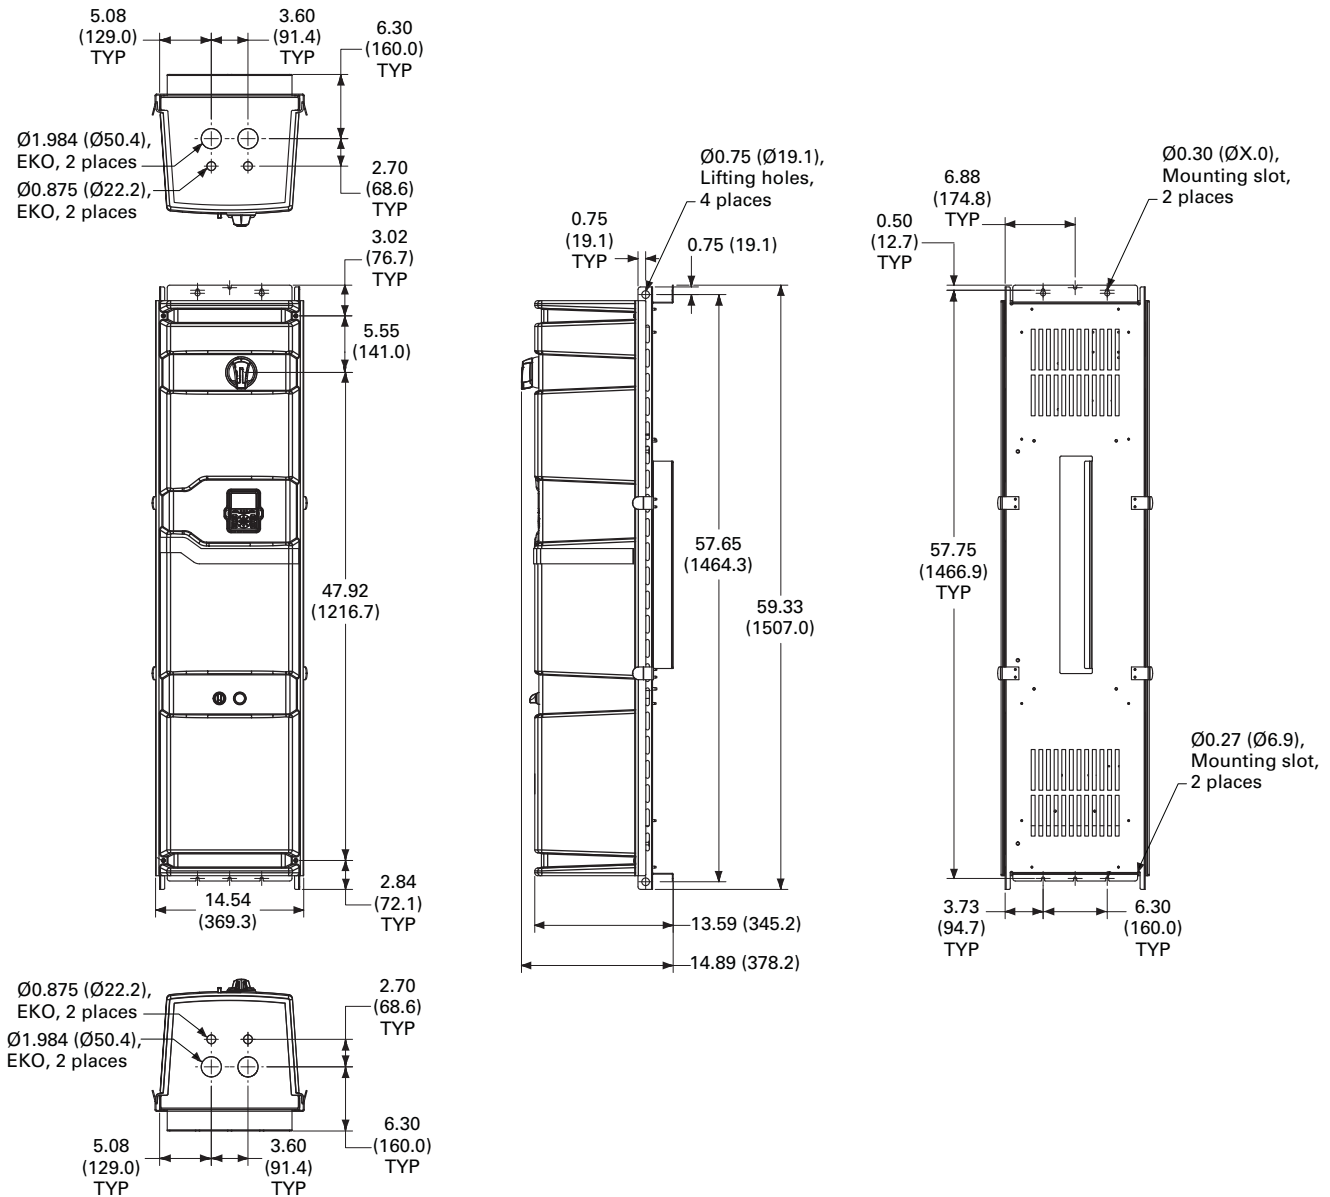 5.08
(129.0)
TYP
3.60
(91.4)
TYP
6.30
(160.0)
TYP
Ø1.984 (Ø50.4),
EKO, 2 places
Ø0.875 (Ø22.2),
EKO, 2 places
2.70
(68.6)
TYP
3.02
(76.7)
TYP
5.55
(141.0)
47.92
(1216.7)
14.54
(369.3)
2.84
(72.1)
TYP
Ø0.75 (Ø19.1),
Lifting holes,
4 places
0.75
(19.1)
TYP
0.75 (19.1)
57.65
(1464.3)
59.33
(1507.0)
13.59 (345.2)
14.89 (378.2)
Ø0.30 (ØX.0),
Mounting slot,
2 places
6.88
(174.8)
TYP
0.50
(12.7)
TYP
57.75
(1466.9)
TYP
Ø0.27 (Ø6.9),
Mounting slot,
2 places
3.73
(94.7)
TYP
6.30
(160.0)
TYP
Ø0.875 (Ø22.2),
EKO, 2 places
Ø1.984 (Ø50.4),
EKO, 2 places
2.70
(68.6)
TYP
6.30
(160.0)
TYP
5.08
(129.0)
TYP
3.60
(91.4)
TYP